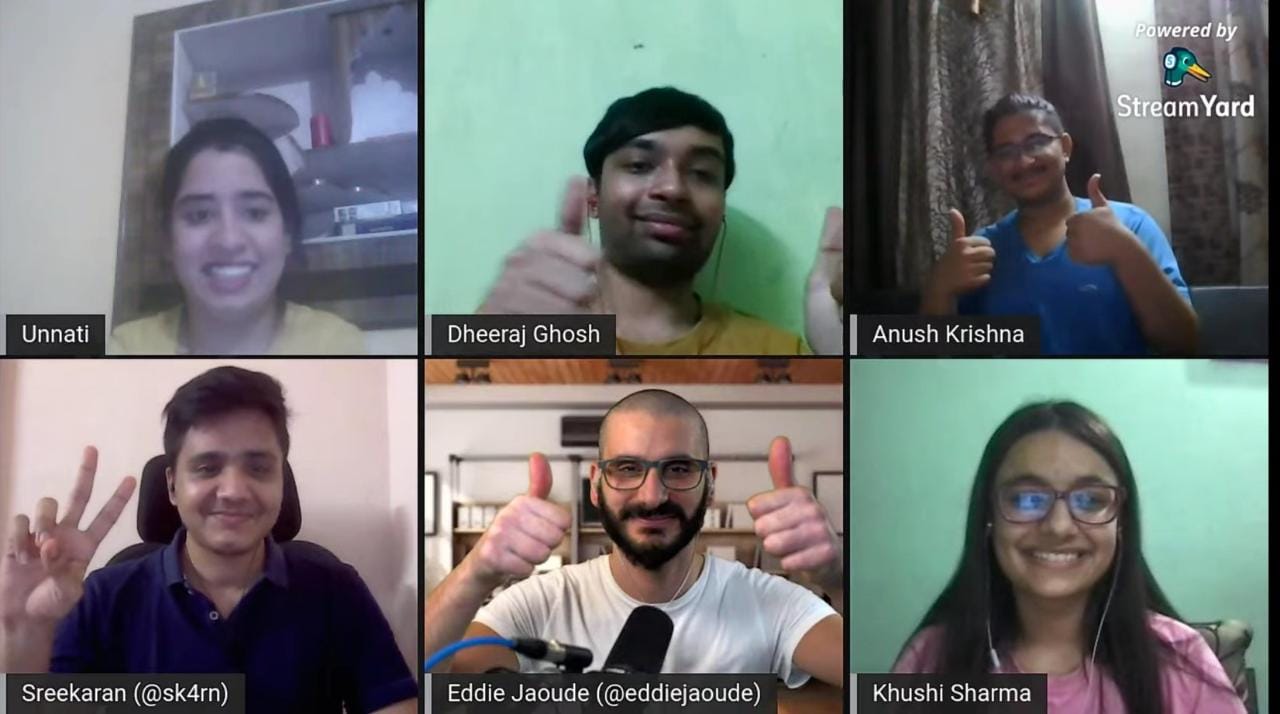 Powered by
StreamYard
Unnati
Dheeraj Ghosh
Anush Krishna
Sreekaran (@sk4rn)
Eddie Jaoude (@eddiejaoude)
Khushi Sharma